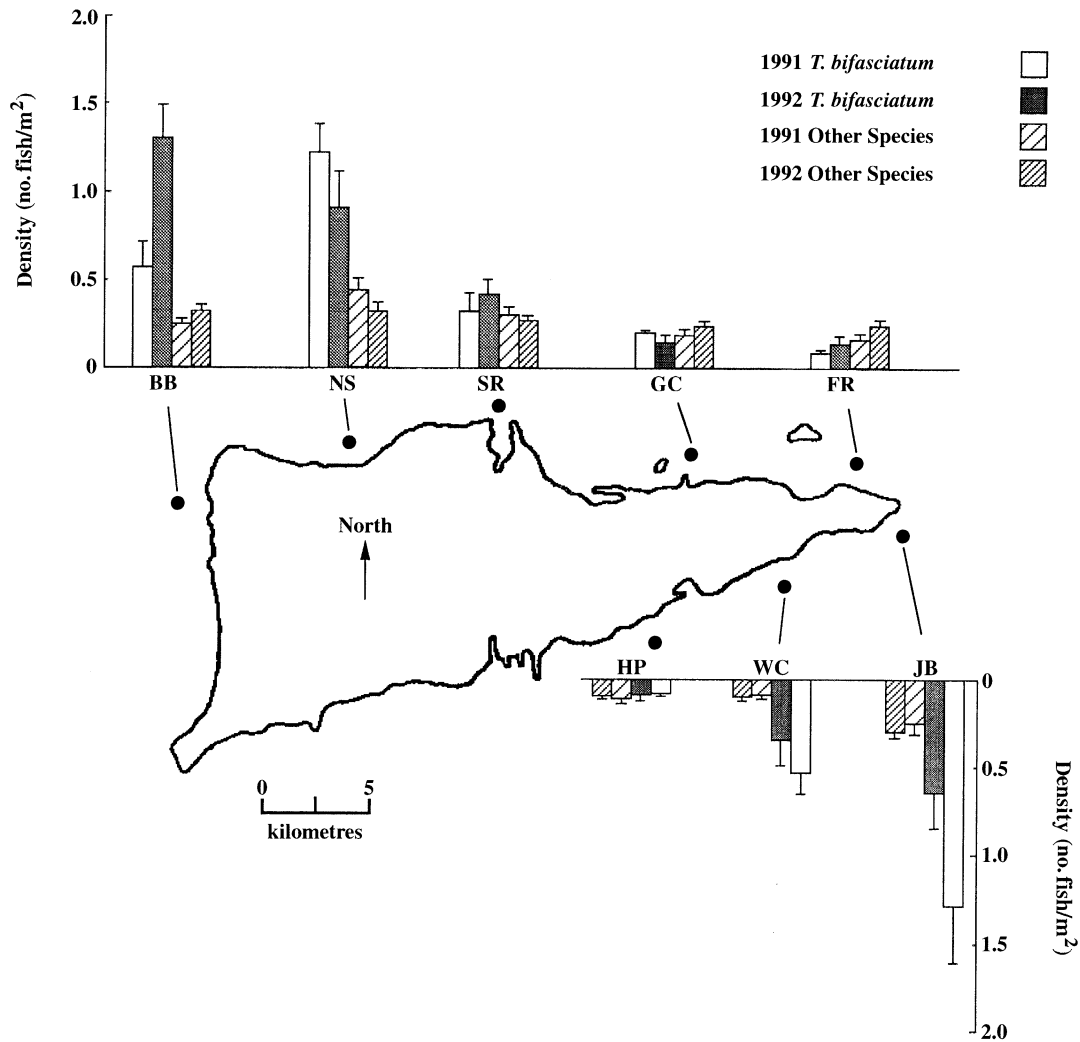 2.0
1.5
1.0
0.5
0
Density (no. fish/m2)
1991 T. bifasciatum
1992 T. bifasciatum
1991 Other Species
1992 Other Species
BB NS SR GC FR
North
HP WC JB
0
0.5
1.0
1.5
2.0
Density (no. fish/m2)
0 5
kilometres